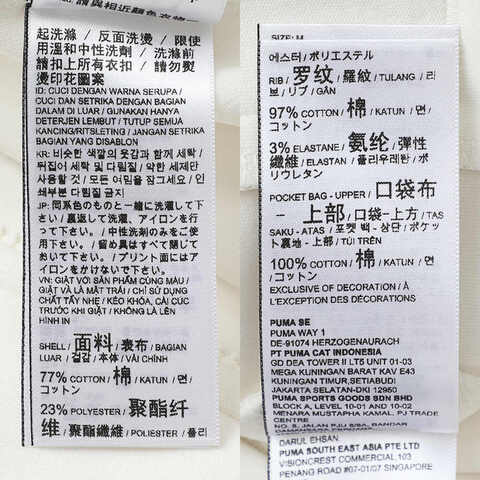 請與相近顏色衣物一
起洗滌 / 反面洗燙 / 限使
用溫和中性洗劑 / 洗滌前
請扣上所有衣扣 / 請勿熨
燙印花圖案
ID: CUCI DENGAN WARNA SERUPA /
CUCI DAN SETRIKA DENGAN BAGIAN
DALAM DI LUAR / GUNAKAN HANYA
DETERJEN LEMBUT / TUTUP SEMUA
KANCING/RITSLETING / JANGAN SETRIKA
BAGIAN YANG DISABLON
KR: 비슷한 색깔의 옷감과 함께 세탁 /
뒤집어 세탁 및 다림질 / 약한 세제만
사용할 것 / 모든 여밈을 잠그세요 / 인
쇄부분 다림질 금지
JP: 同系色のものと一緒に洗濯して下さ
い / 裏返して洗濯、アイロンを行
って下さい。/ 中性洗剤のみをご使
用下さい。/ 留め具はすべて閉じて
おいて下さい。/ プリント面にはア
イロンをかけないで下さい。
VN: GIẶT VỚI SẢN PHẨM CÙNG MÀU /
GIẶT VÀ LÀ MẶT TRÁI / CHỈ SỬ DỤNG
CHẤT TẨY NHẸ / KÉO KHÓA, CÀI CÚC
TRƯỚC KHI GIẶT / KHÔNG LÀ LÊN
HÌNH IN
SHELL / 面料 / 表布 / BAGIAN
LUAR / 겉감 / 本体 / VẢI CHÍNH
77% COTTON / 棉 / KATUN / 면
/ コットン
23% POLYESTER / 聚酯纤
维 / 聚酯纖維 / POLIESTER / 폴리
SIZE: M
에스터 / ポリエステル
RIB / 罗纹 / 羅紋 / TULANG / 리
브 / リブ / GÂN
97% COTTON / 棉 / KATUN / 면 /
コットン
3% ELASTANE / 氨纶 / 彈性
纖維 / ELASTAN / 폴리우레탄 / ポ
リウレタン
POCKET BAG - UPPER / 口袋布
- 上部 / 口袋-上方 / TAS
SAKU - ATAS / 포켓 백 - 상단 / ポケッ
ト裏地 - 上部 / TÚI TRÊN
100% COTTON / 棉 / KATUN / 면
/ コットン
EXCLUSIVE OF DECORATION / À
L'EXCEPTION DES DÉCORATIONS
PUMA SE
PUMA WAY 1
DE-91074 HERZOGENAURACH
PT PUMA CAT INDONESIA
GD DEA TOWER II LT5 UNIT 01-03
MEGA KUNINGAN BARAT KAV E43
KUNINGAN TIMUR,SETIABUDI
JAKARTA SELATAN-DKI 12950
PUMA SPORTS GOODS SDN BHD
BLOCK A, LEVEL 10-01 AND 10-02
MENARA MUSTAPHA KAMAL, PJ TRADE
CENTRE
NO. 8, JALAN PJU 8/8A, BANDAR
DARUL EHSAN
PUMA SOUTH EAST ASIA PTE LTD
VISIONCREST COMMERCIAL 103
PENANG ROAD #07-01/07 SINGAPORE